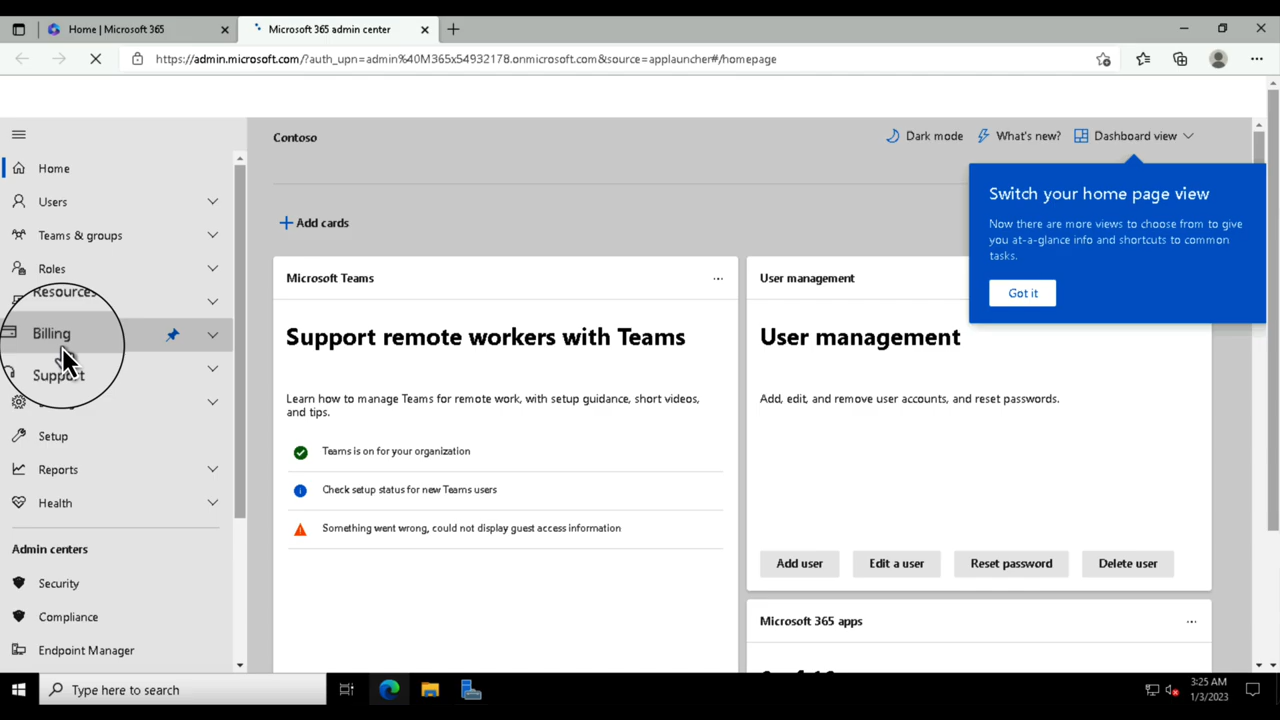 Home | Microsoft 365
Microsoft 365 admin center
https://admin.microsoft.com/?auth_upn=admin%40M365x54932178.onmicrosoft.com&source=applauncher#/homepage
Contoso
Dark mode
What's new?
Dashboard view
Home
Users
Teams & groups
Roles
Resources
Billing
Support
Setup
Reports
Health
Admin centers
Security
Compliance
Endpoint Manager
Add cards
Switch your home page view
Now there are more views to choose from to give
you at-a-glance info and shortcuts to common
tasks.
Got it
Microsoft Teams
Support remote workers with Teams
Learn how to manage Teams for remote work, with setup guidance, short videos,
and tips.
Teams is on for your organization
Check setup status for new Teams users
Something went wrong, could not display guest access information
User management
User management
Add, edit, and remove user accounts, and reset passwords.
Add user
Edit a user
Reset password
Delete user
Microsoft 365 apps
Type here to search
3:25 AM
1/3/2023